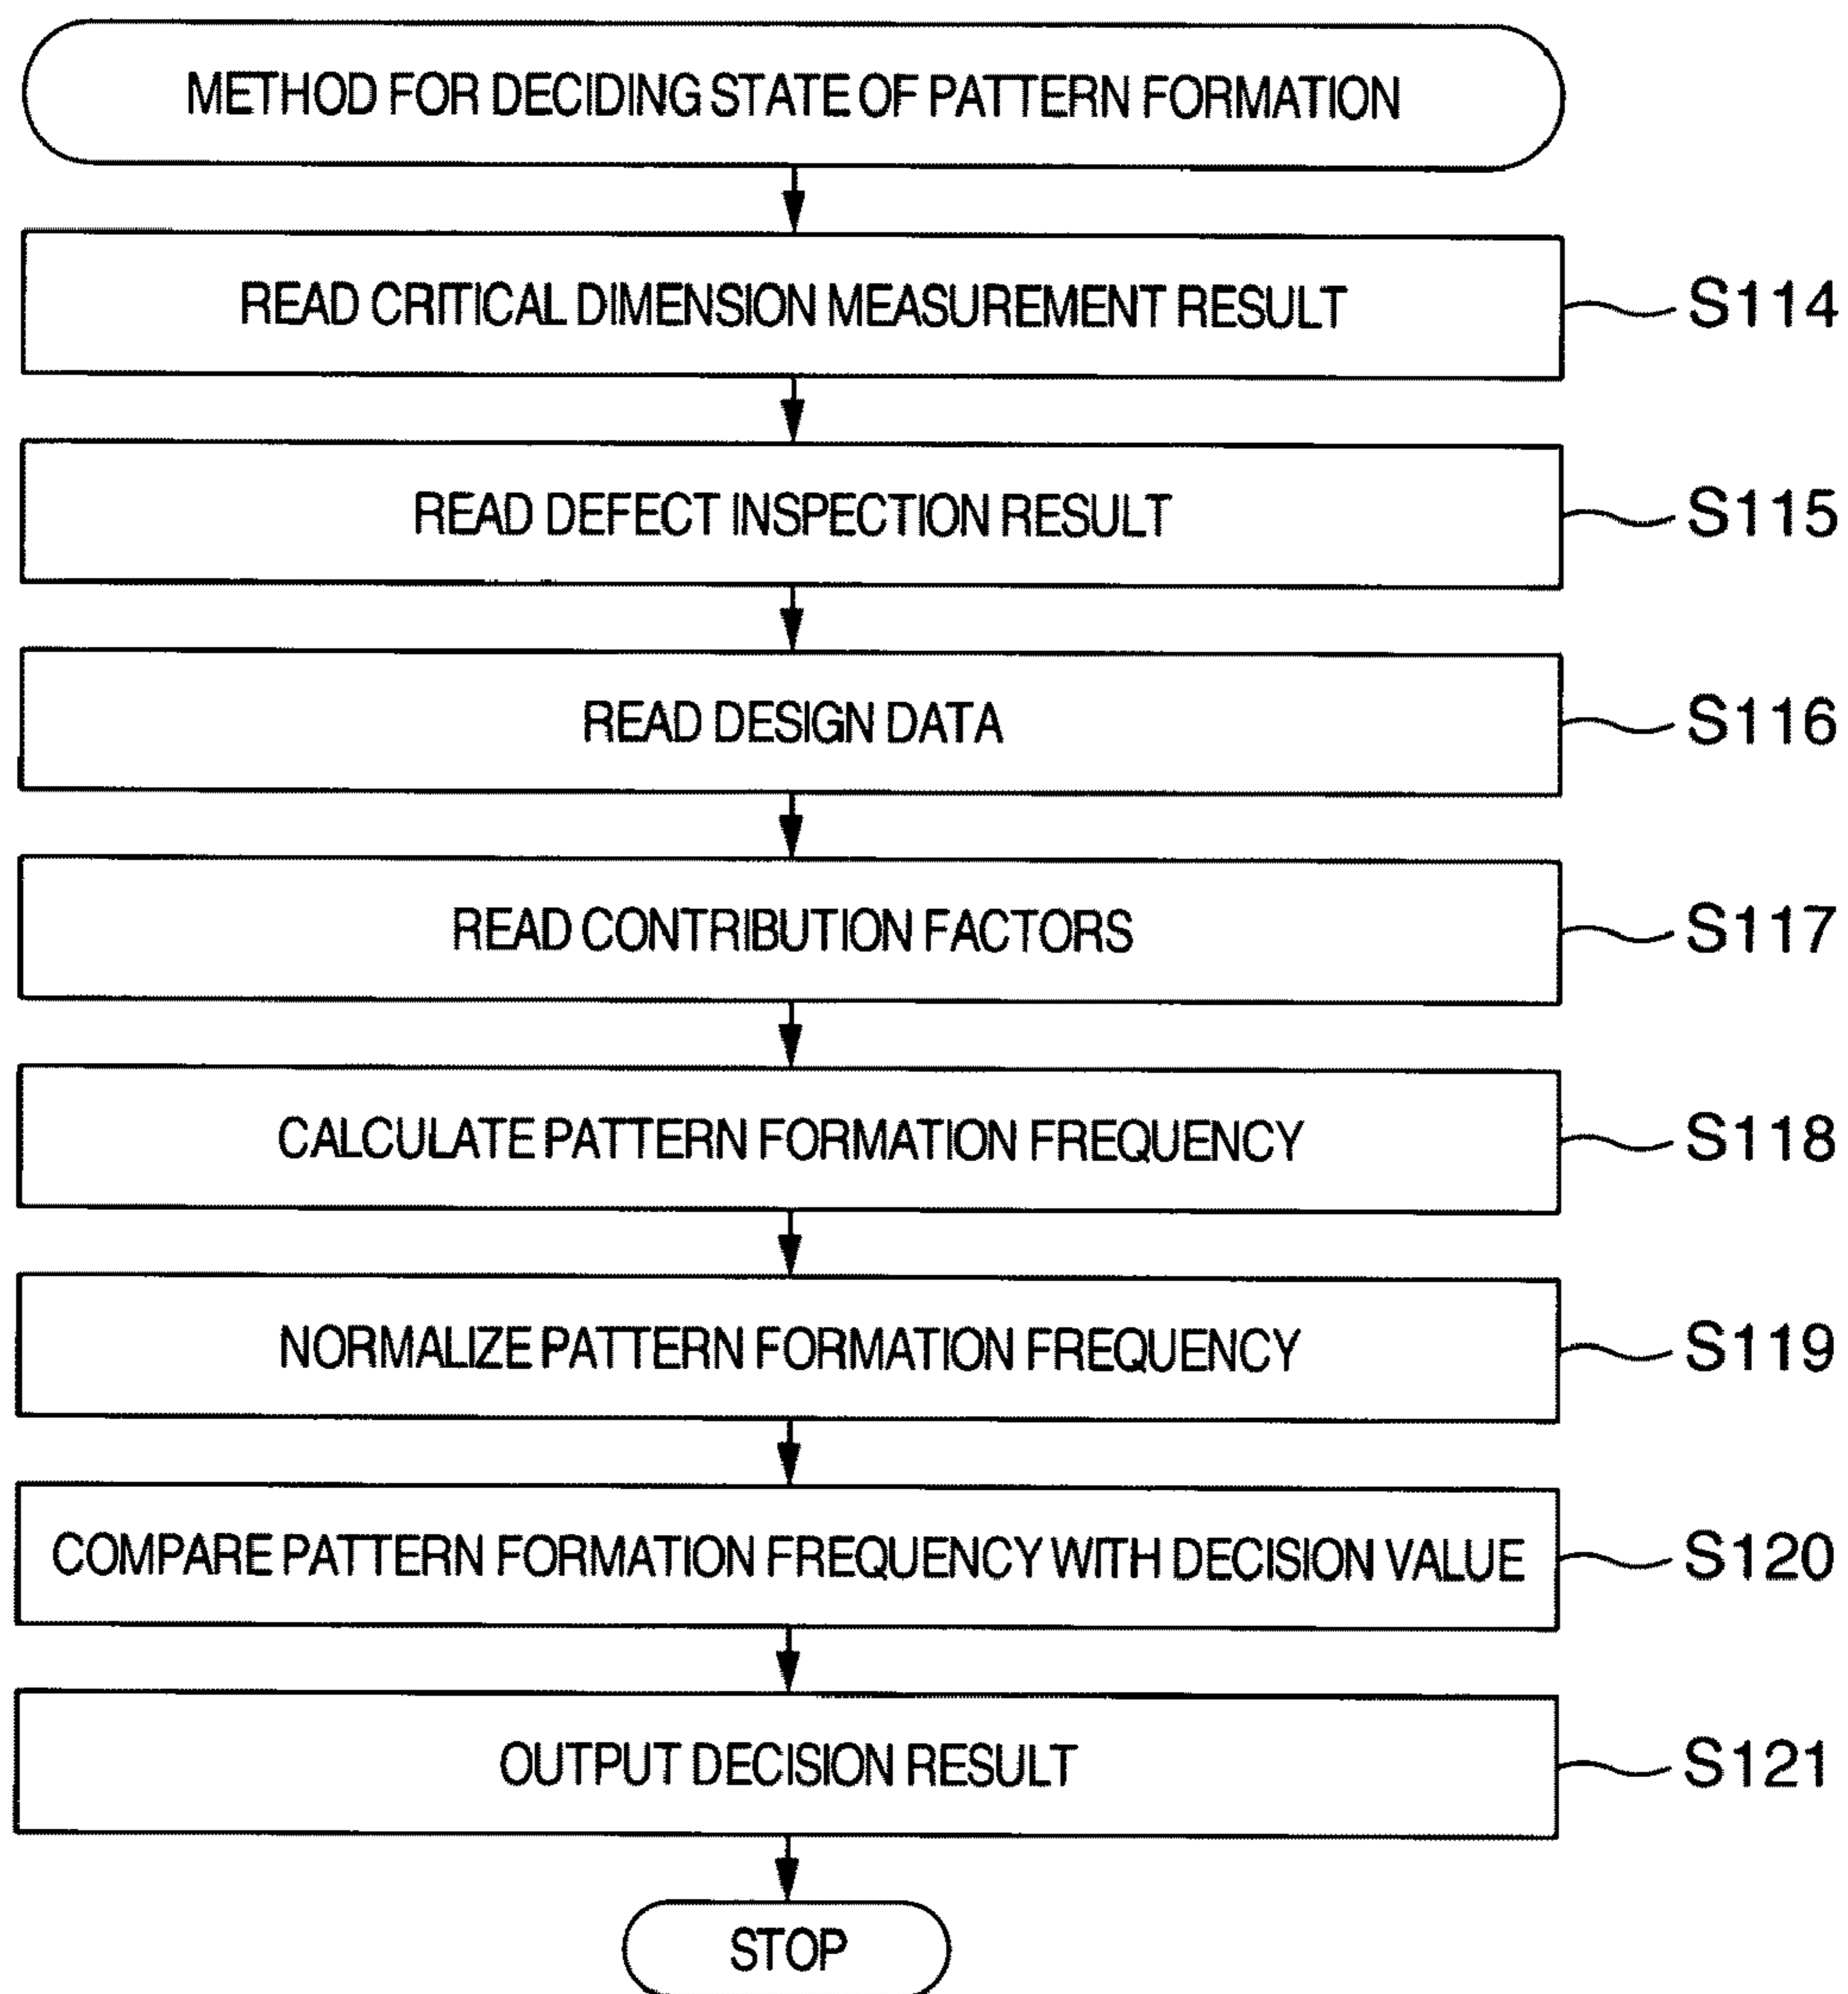 METHOD FOR DECIDING STATE OF PATTERN FORMATION
READ CRITICAL DIMENSION MEASUREMENT RESULT S114
READ DEFECT INSPECTION RESULT S115
READ DESIGN DATA S116
READ CONTRIBUTION FACTORS S117
CALCULATE PATTERN FORMATION FREQUENCY S118
NORMALIZE PATTERN FORMATION FREQUENCY S119
COMPARE PATTERN FORMATION FREQUENCY WITH DECISION VALUE S120
OUTPUT DECISION RESULT S121
STOP